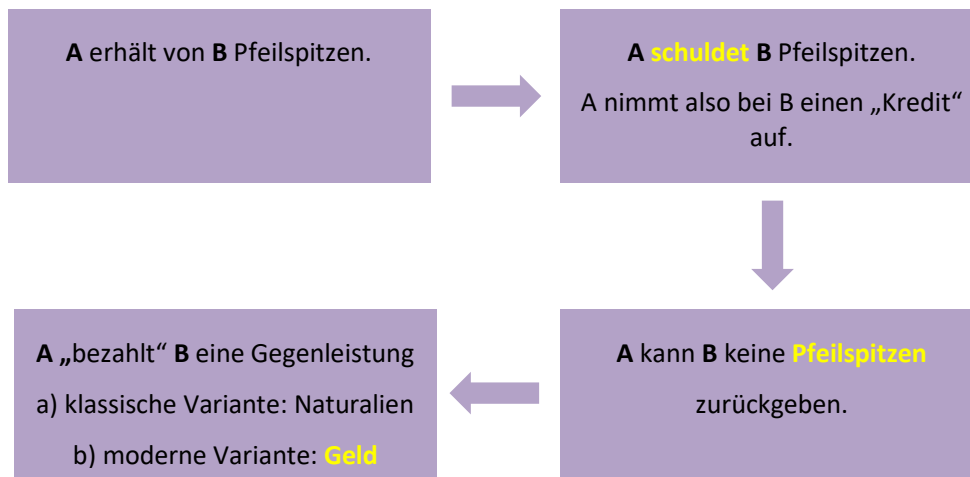 A erhält von B Pfeilspitzen.
A schuldet B Pfeilspitzen.
A nimmt also bei B einen „Kredit“
auf.
A kann B keine Pfeilspitzen
zurückgeben.
A „bezahlt“ B eine Gegenleistung
a) klassische Variante: Naturalien
b) moderne Variante: Geld